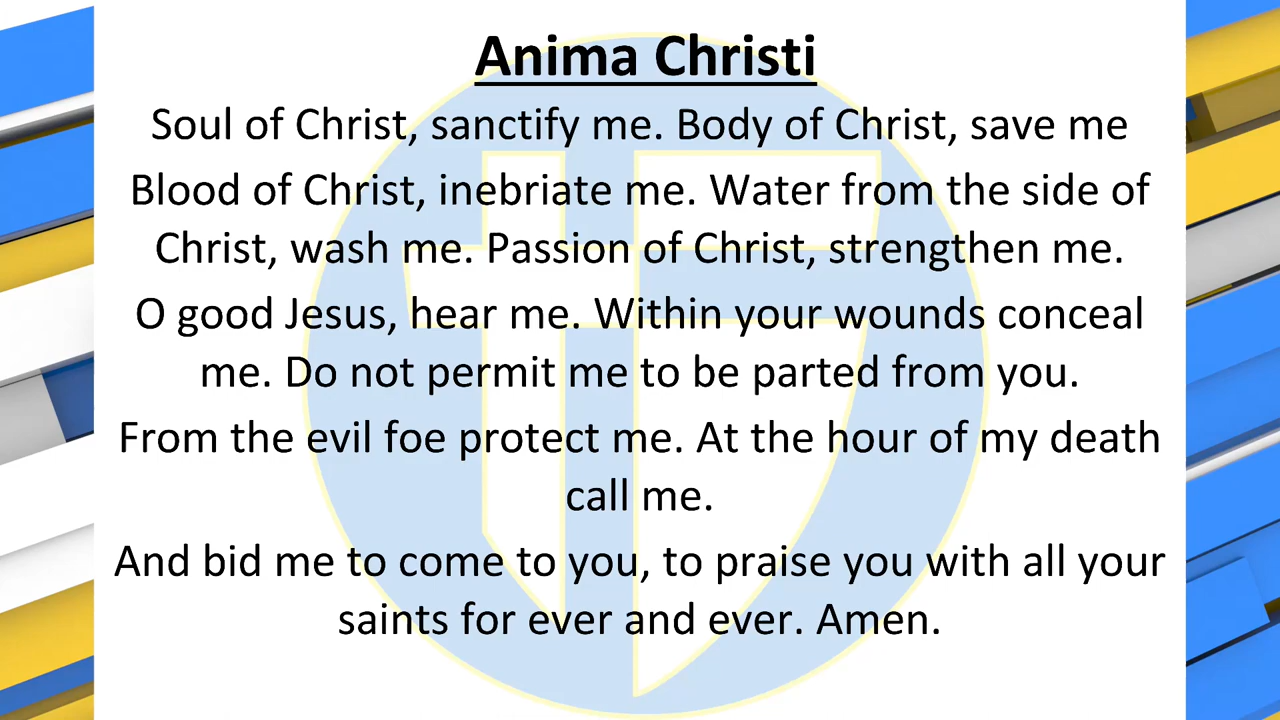 Anima Christi
Soul of Christ, sanctify me. Body of Christ, save me
Blood of Christ, inebriate me. Water from the side of
Christ, wash me. Passion of Christ, strengthen me.
O good Jesus, hear me. Within your wounds conceal
me. Do not permit me to be parted from you.
From the evil foe protect me. At the hour of my death
call me.
And bid me to come to you, to praise you with all your
saints for ever and ever. Amen.